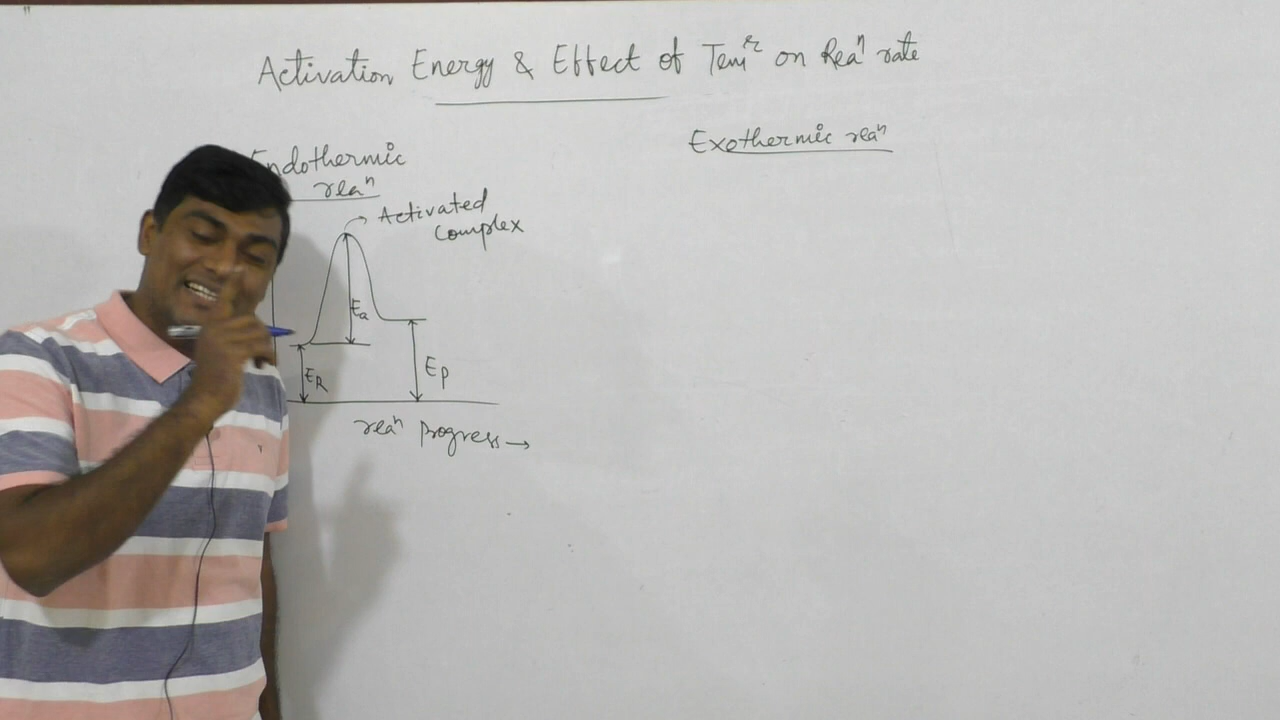 Activation Energy & Effect of Temʳ on Reaⁿ rate
Endothermic
reaⁿ
Exothermic reaⁿ
Activated
Complex
Ea
ER
Ep
reaⁿ Progress →